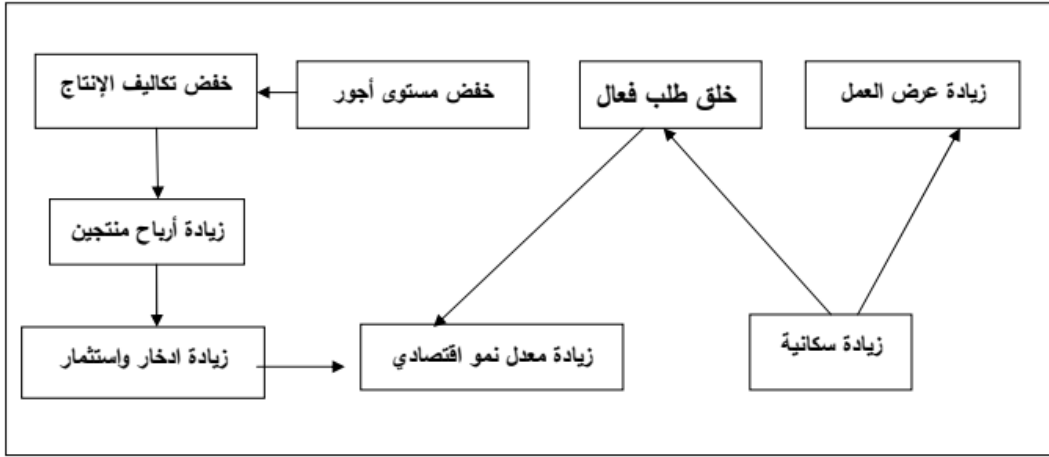 زيادة عرض العمل
خلق طلب فعال
خفض مستوى أجور
خفض تكاليف الإنتاج
زيادة أرباح منتجين
زيادة سكانية
زيادة معدل نمو اقتصادي
زيادة ادخار واستثمار